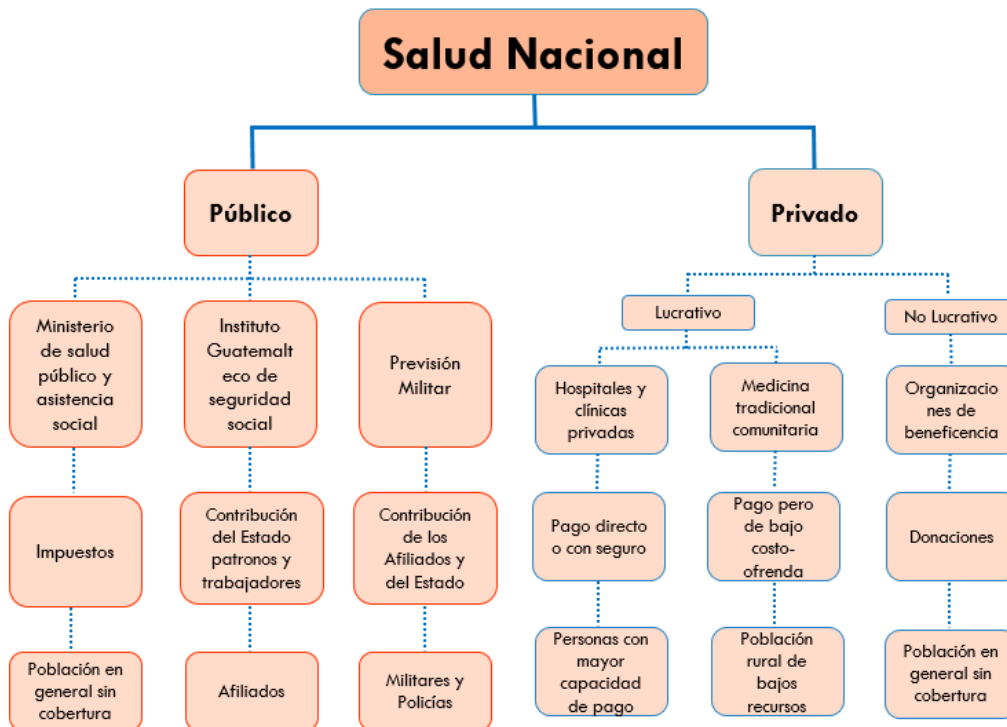 Salud Nacional
Público
Privado
Ministerio
de salud
público y
asistencia
social
Instituto
Guatemalt
eco de
seguridad
social
Previsión
Militar
Lucrativo
No Lucrativo
Hospitales y
clínicas
privadas
Medicina
tradicional
comunitaria
Organizacio
nes de
beneficencia
Impuestos
Contribución
del Estado
patronos y
trabajadores
Contribución
de los
Afiliados y
del Estado
Pago directo
o con seguro
Pago pero
de bajo
costo-
ofrenda
Donaciones
Población en
general sin
cobertura
Afiliados
Militares y
Policías
Personas con
mayor
capacidad
de pago
Población
rural de
bajos
recursos
Población en
general sin
cobertura